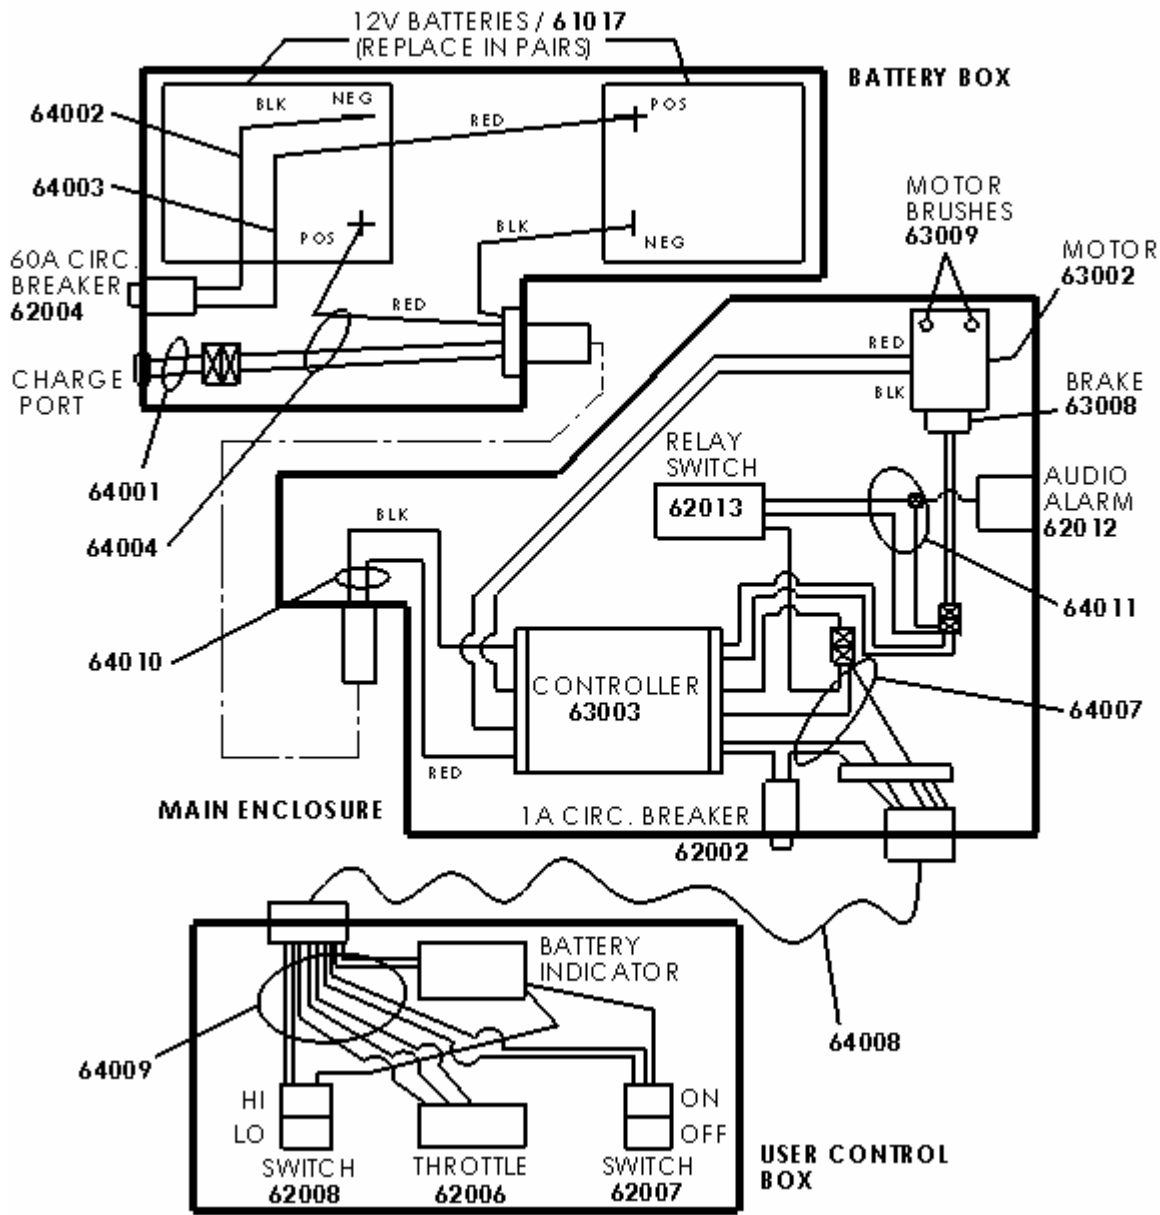 12V BATTERIES / 61017
(REPLACE IN PAIRS)
BATTERY BOX
64002
BLK
NEG
RED
POS
64003
POS
BLK
NEG
MOTOR
BRUSHES
63009
MOTOR
63002
60A CIRC.
BREAKER
62004
RED
RED
CHARGE
PORT
BLK
BRAKE
63008
RELAY
SWITCH
62013
AUDIO
ALARM
62012
64001
64004
BLK
64011
64010
CONTROLLER
63003
64007
RED
MAIN ENCLOSURE
1A CIRC. BREAKER
62002
BATTERY
INDICATOR
64008
64009
HI
LO
ON
OFF
SWITCH
62008
THROTTLE
62006
SWITCH
62007
USER CONTROL
BOX